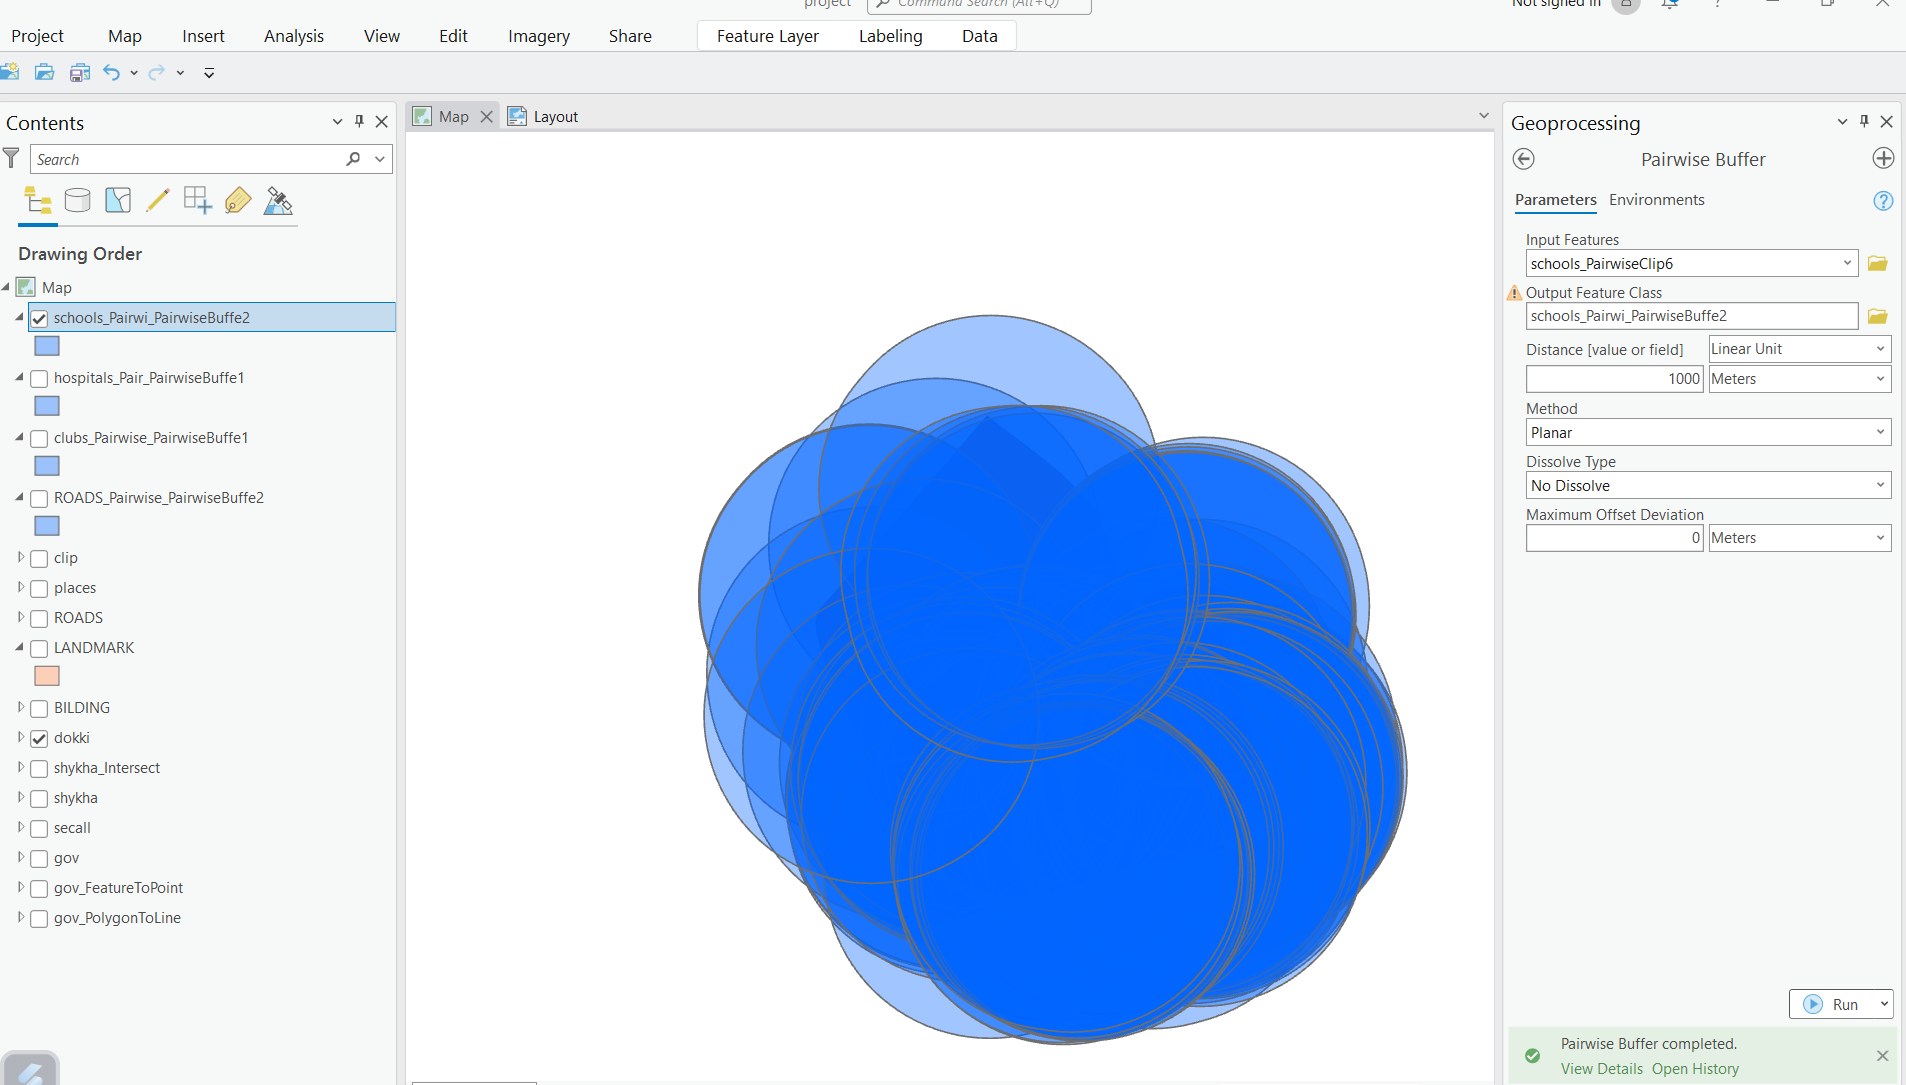 project
Command Search (Alt+Q)
Not signed in
?
Project Map Insert Analysis View Edit Imagery Share Feature Layer Labeling Data
Contents
Search
Drawing Order
Map
schools_Pairwi_PairwiseBuffe2
hospitals_Pair_PairwiseBuffe1
clubs_Pairwise_PairwiseBuffe1
ROADS_Pairwise_PairwiseBuffe2
clip
places
ROADS
LANDMARK
BILDING
dokki
shykha_Intersect
shykha
secall
gov
gov_FeatureToPoint
gov_PolygonToLine
Map Layout
Geoprocessing
Pairwise Buffer
Parameters Environments
?
Input Features
schools_PairwiseClip6
Output Feature Class
schools_Pairwi_PairwiseBuffe2
Distance [value or field] Linear Unit
1000 Meters
Method
Planar
Dissolve Type
No Dissolve
Maximum Offset Deviation
0 Meters
Run
Pairwise Buffer completed.
View Details Open History